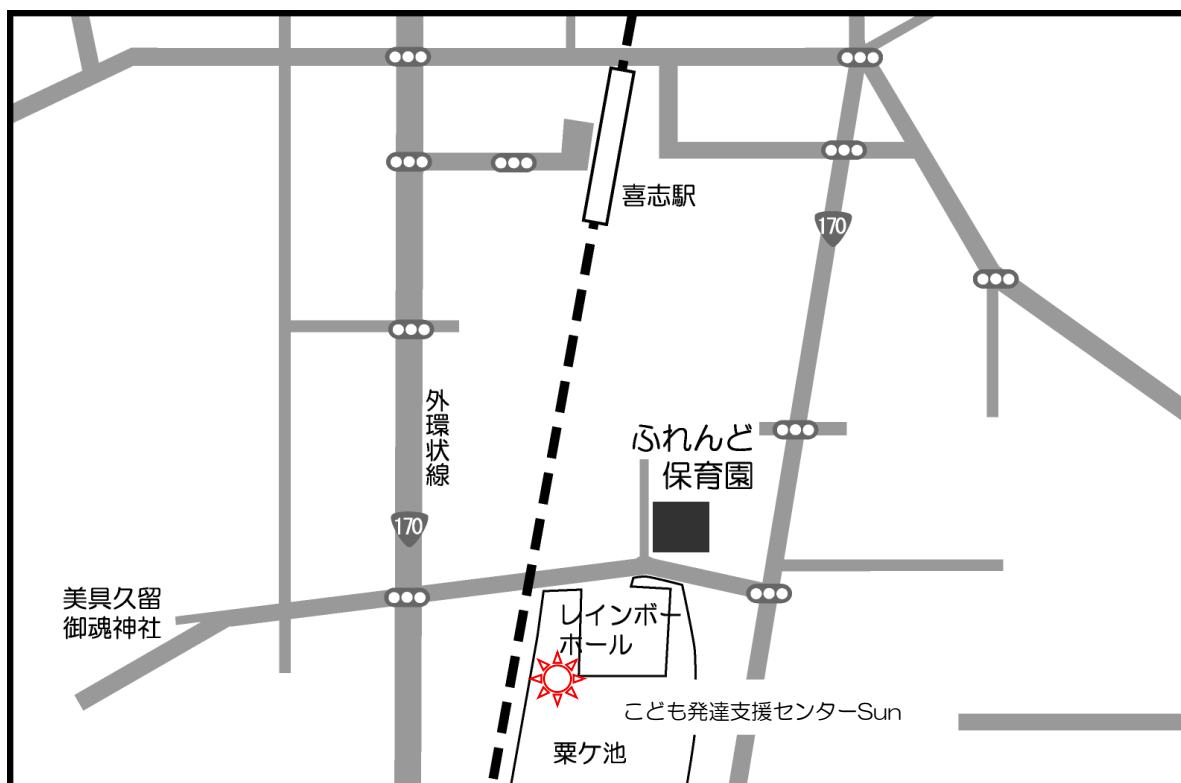 喜志駅
170
外環状線
ふれんど
保育園
170
美具久留
御魂神社
レインボー
ホール
こども発達支援センターSun
粟ケ池